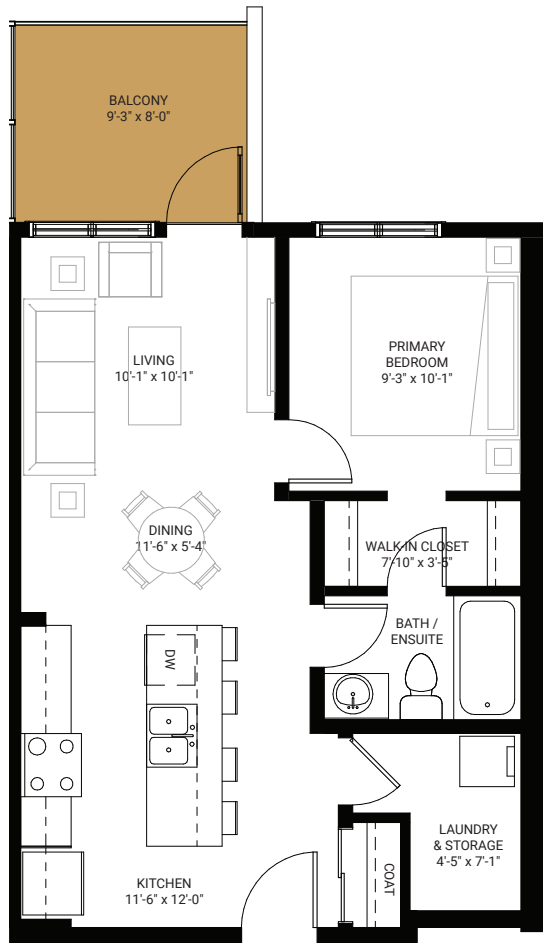 BALCONY
9'-3" x 8'-0"
LIVING
10'-1" x 10'-1"
PRIMARY
BEDROOM
9'-3" x 10'-1"
DINING
11'-6" x 5'-4"
WALK-IN CLOSET
7'-10" x 3'-5"
BATH /
ENSUITE
DW
LAUNDRY
& STORAGE
4'-5" x 7'-1"
COAT
KITCHEN
11'-6" x 12'-0"